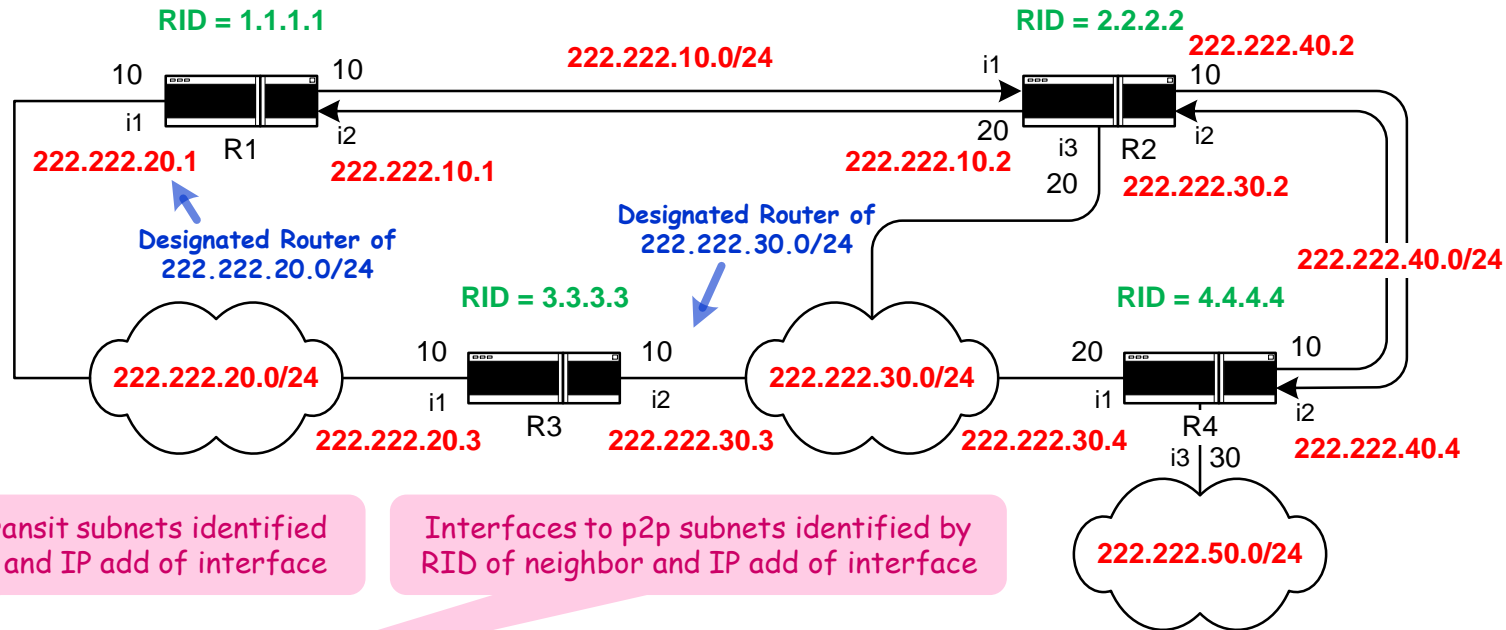 RID = 1.1.1.1
RID = 2.2.2.2
222.222.10.0/24
222.222.40.2
10
10
i1
10
i1
R1
i2
20
i3
R2
i2
222.222.20.1
222.222.10.1
222.222.10.2
20
222.222.30.2
Designated Router of
222.222.20.0/24
Designated Router of
222.222.30.0/24
222.222.40.0/24
RID = 3.3.3.3
RID = 4.4.4.4
10
10
20
10
222.222.20.0/24
222.222.30.0/24
i1
R3
i2
i1
R4
i2
222.222.20.3
222.222.30.3
222.222.30.4
222.222.40.4
i3
30
subnets identified
and IP add of interface
Interfaces to p2p subnets identified by
RID of neighbor and IP add of interface
222.222.50.0/24